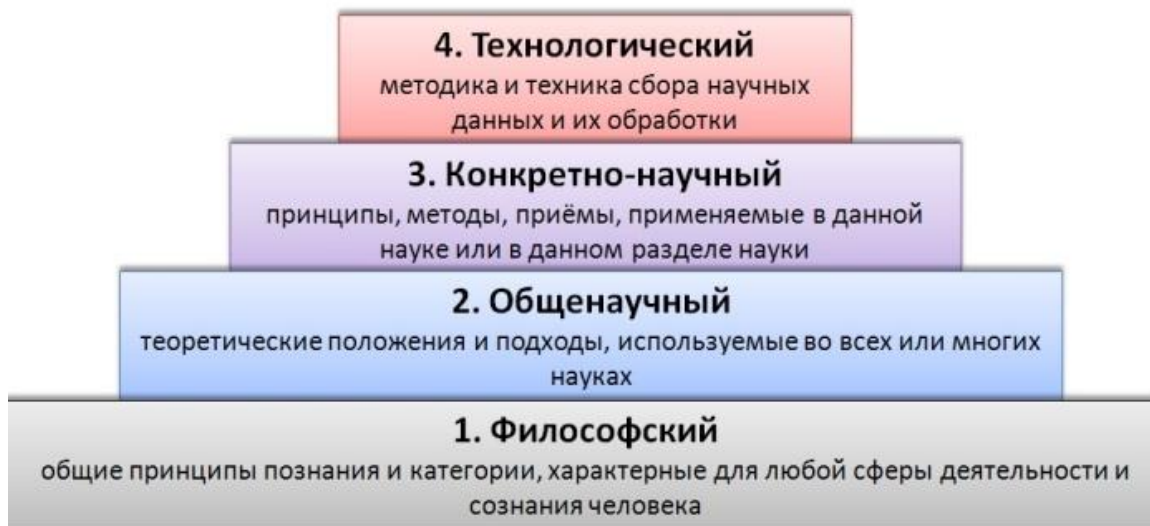 4. Технологический
методика и техника сбора научных
данных и их обработки
3. Конкретно-научный
принципы, методы, приёмы, применяемые в данной
науке или в данном разделе науки
2. Общенаучный
теоретические положения и подходы, используемые во всех или многих
науках
1. Философский
общие принципы познания и категории, характерные для любой сферы деятельности и
сознания человека